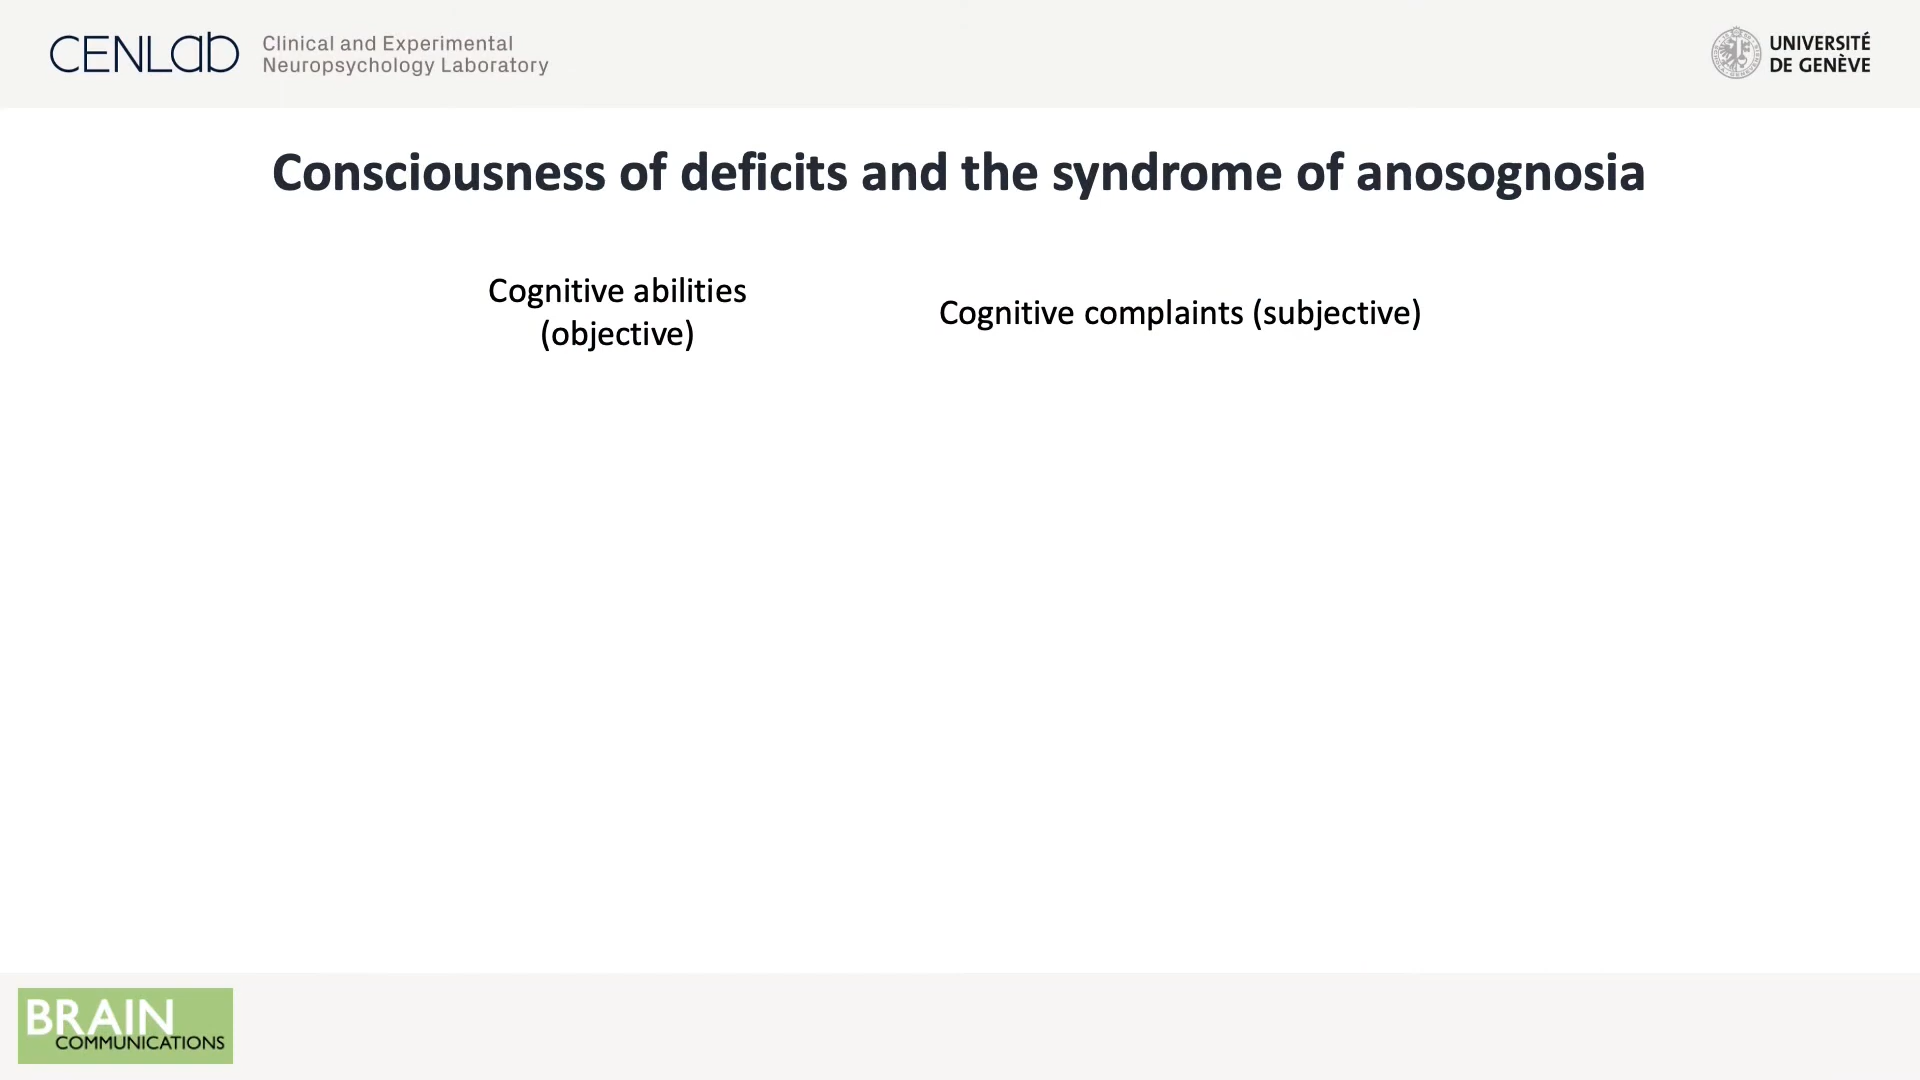 CENLab
Clinical and Experimental
Neuropsychology Laboratory
UNIVERSITÉ
DE GENÈVE
Consciousness of deficits and the syndrome of anosognosia
Cognitive abilities
(objective)
Cognitive complaints (subjective)
BRAIN
COMMUNICATIONS